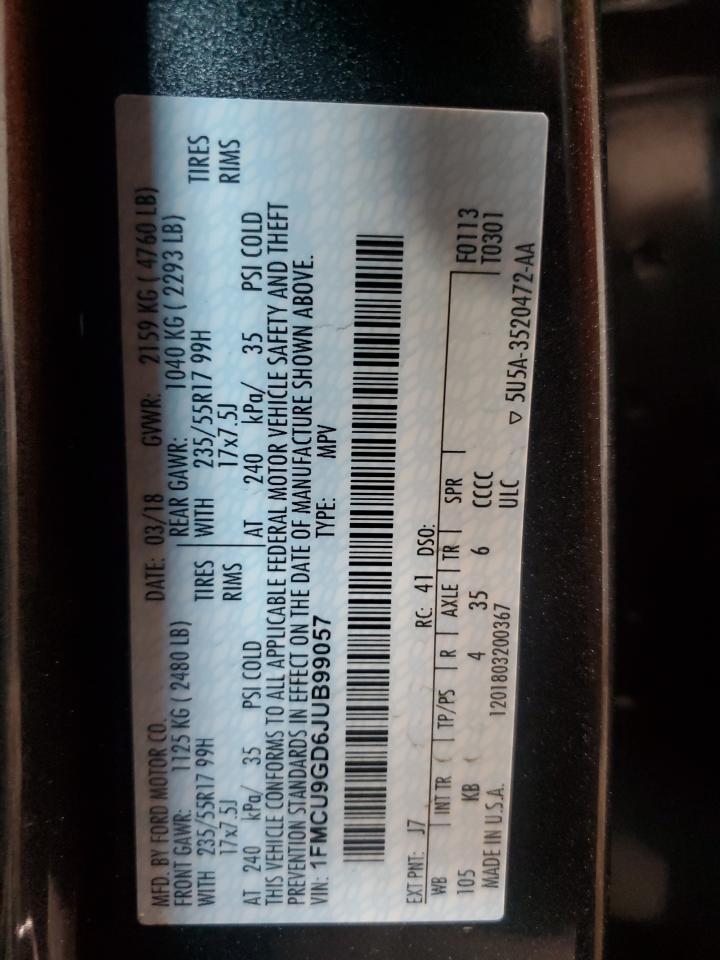 MFD. BY FORD MOTOR CO. DATE: 03/18 GVWR: 2159 KG ( 4760 LB)
FRONT GAWR: 1125 KG ( 2480 LB) REAR GAWR: 1040 KG ( 2293 LB)
WITH 235/55R17 99H TIRES WITH 235/55R17 99H TIRES
17x7.5J RIMS 17x7.5J RIMS
AT 240 kPa/ 35 PSI COLD AT 240 kPa/ 35 PSI COLD
THIS VEHICLE CONFORMS TO ALL APPLICABLE FEDERAL MOTOR VEHICLE SAFETY AND THEFT
PREVENTION STANDARDS IN EFFECT ON THE DATE OF MANUFACTURE SHOWN ABOVE.
VIN: 1FMCU9GD6JUB99057 TYPE: MPV
EXT PNT: J7 RC: 41 DSO:
WB INT TR TP/PS R AXLE TR SPR F0113
105 KB 4 35 6 CCCC T0301
MADE IN U.S.A. 1201803200367 ULC ▽ 5U5A-3520472-AA